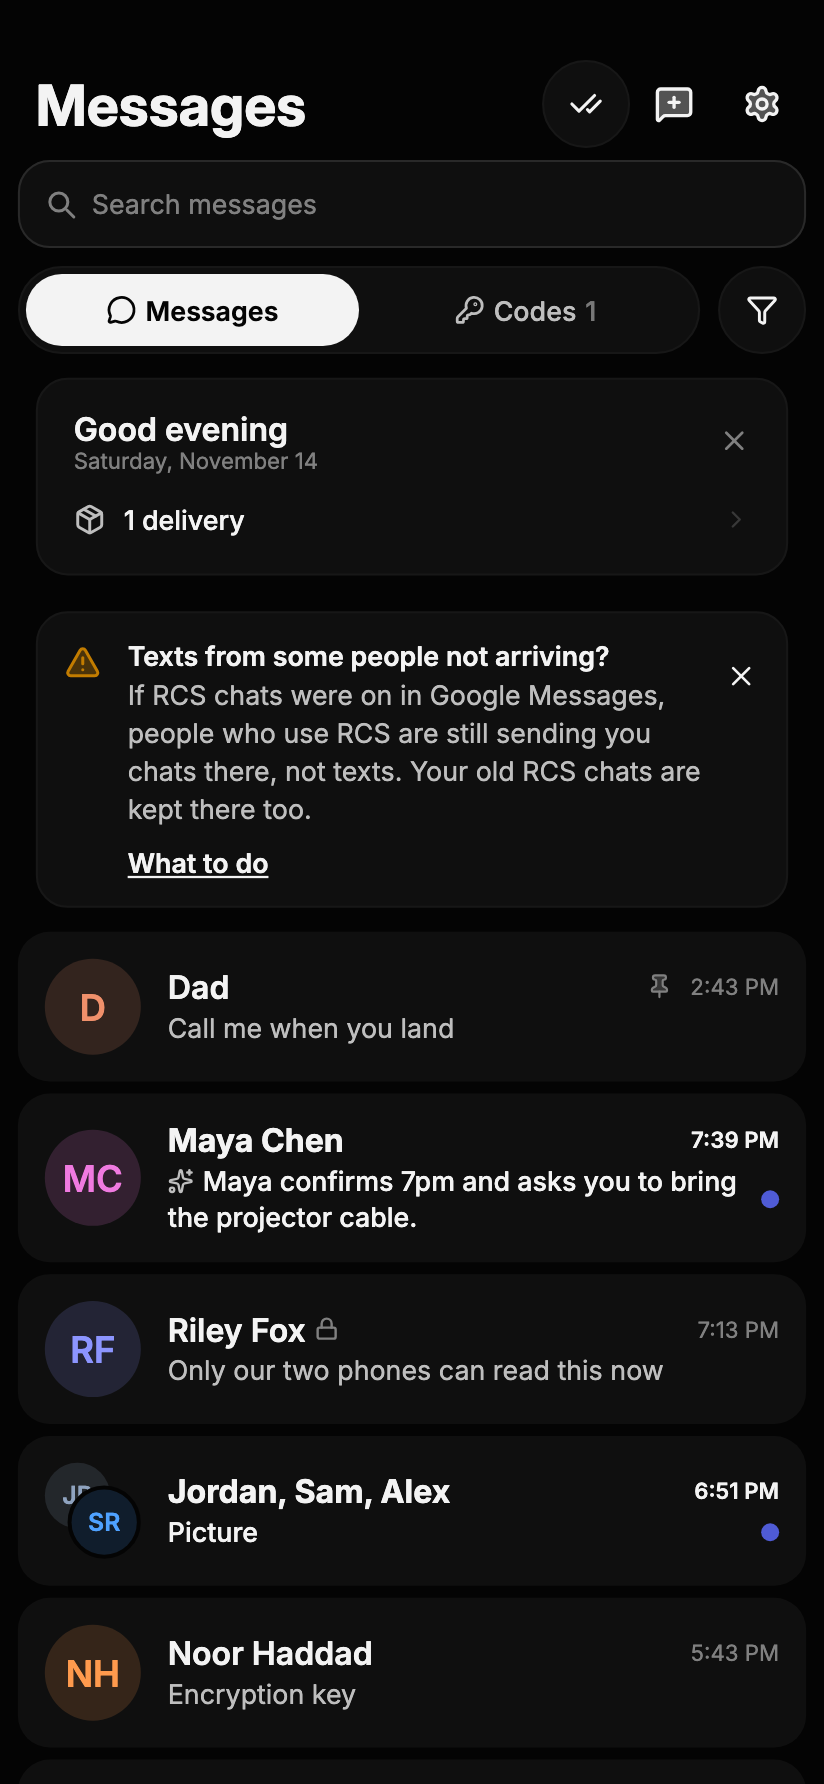 Messages
Search messages
Messages
Codes 1
Good evening
Saturday, November 14
1 delivery
Texts from some people not arriving?
If RCS chats were on in Google Messages,
people who use RCS are still sending you
chats there, not texts. Your old RCS chats are
kept there too.
What to do
D
Dad
2:43 PM
Call me when you land
MC
Maya Chen
7:39 PM
Maya confirms 7pm and asks you to bring
the projector cable.
RF
Riley Fox
7:13 PM
Only our two phones can read this now
SR
Jordan, Sam, Alex
6:51 PM
Picture
NH
Noor Haddad
5:43 PM
Encryption key